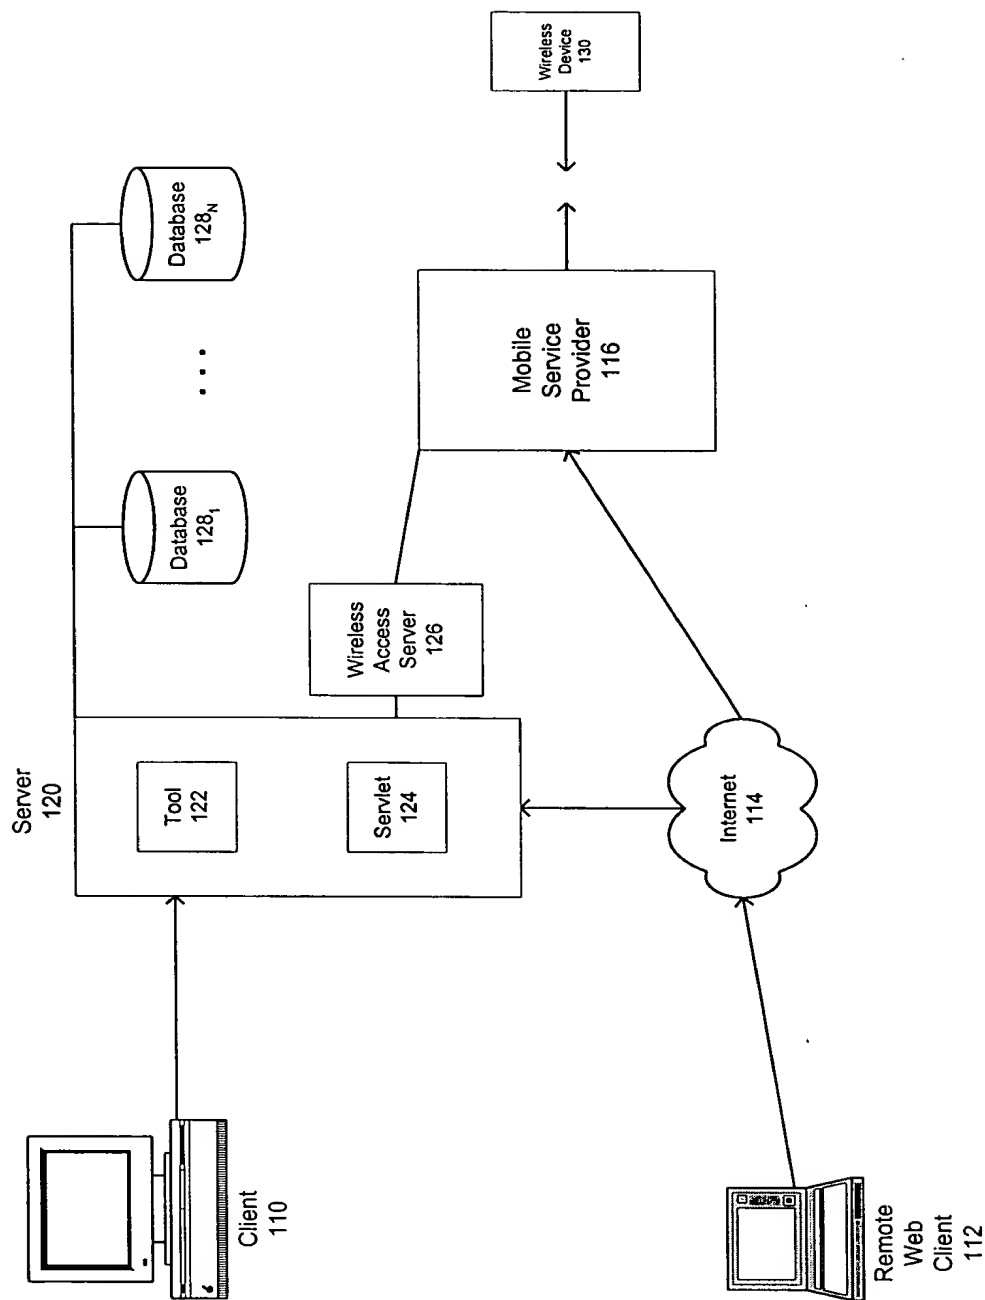 Server
120
Tool
122
Servlet
124
Wireless
Access
Server
126
Database
128₁
. . .
Database
128_N
Mobile
Service
Provider
116
Wireless
Device
130
Client
110
Internet
114
Remote
Web
Client
112